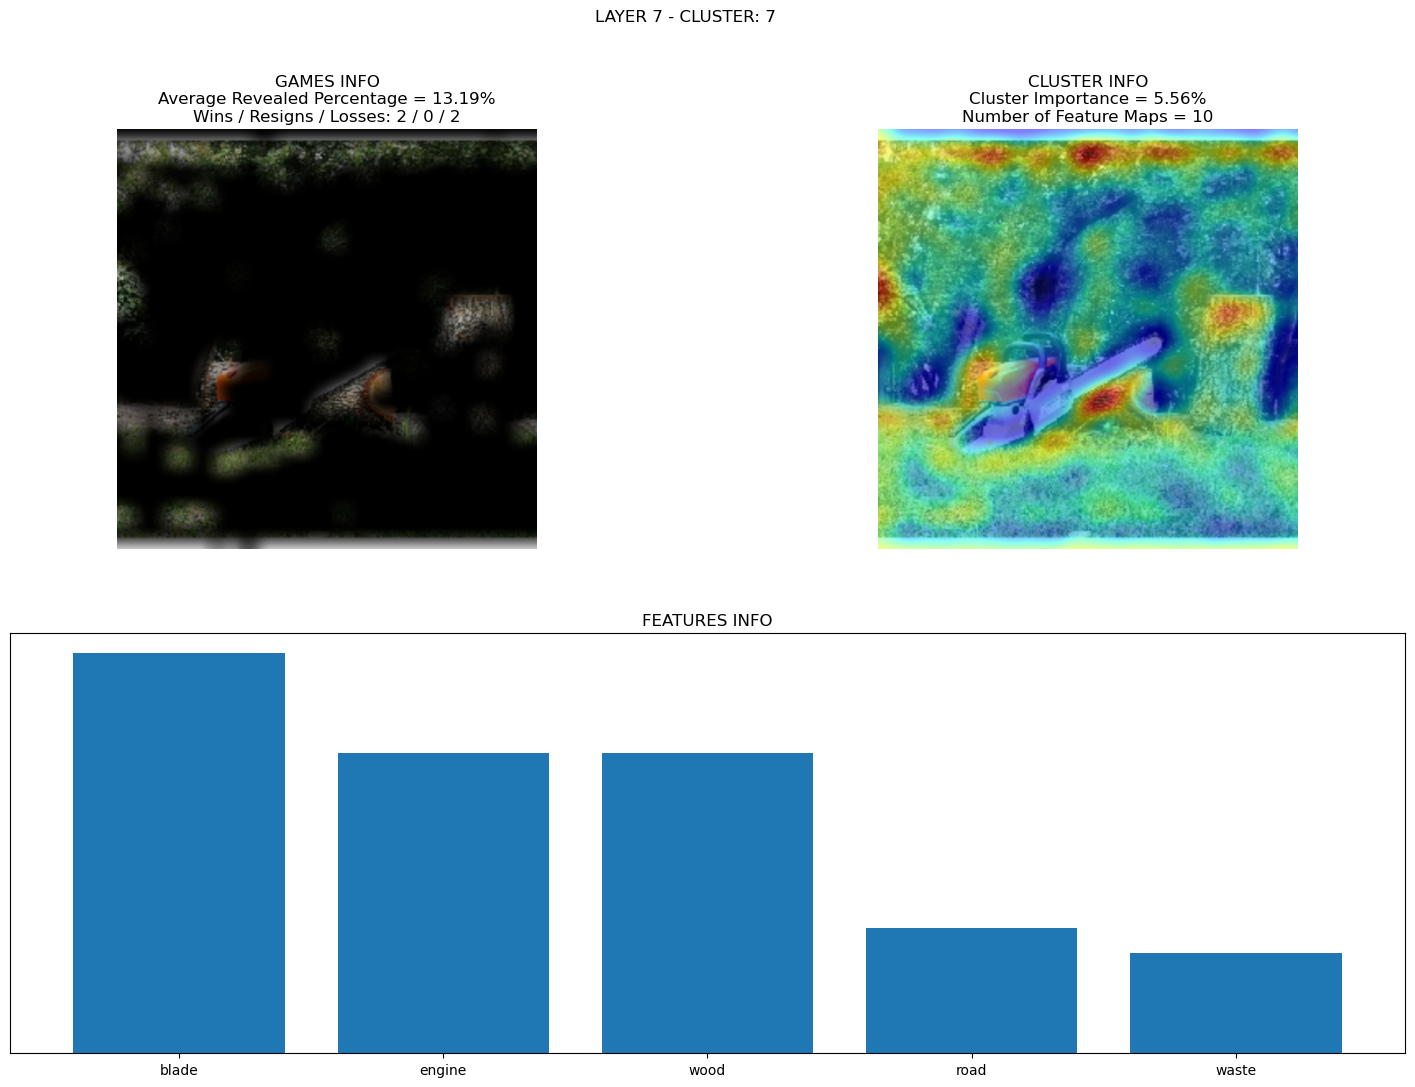 LAYER 7 - CLUSTER: 7
GAMES INFO
Average Revealed Percentage = 13.19%
Wins / Resigns / Losses: 2 / 0 / 2
CLUSTER INFO
Cluster Importance = 5.56%
Number of Feature Maps = 10
FEATURES INFO
blade
engine
wood
road
waste